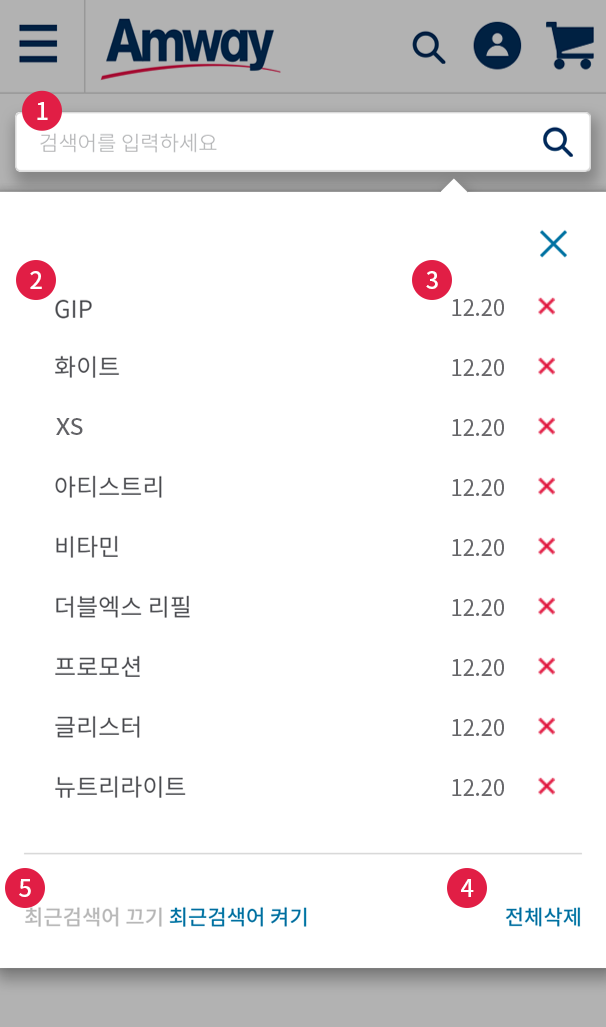 Amway
1
검색어를 입력하세요
2
3
GIP 12.20
화이트 12.20
XS 12.20
아티스트리 12.20
비타민 12.20
더블엑스 리필 12.20
프로모션 12.20
글리스터 12.20
뉴트리라이트 12.20
5
4
최근검색어 끄기 최근검색어 켜기 전체삭제